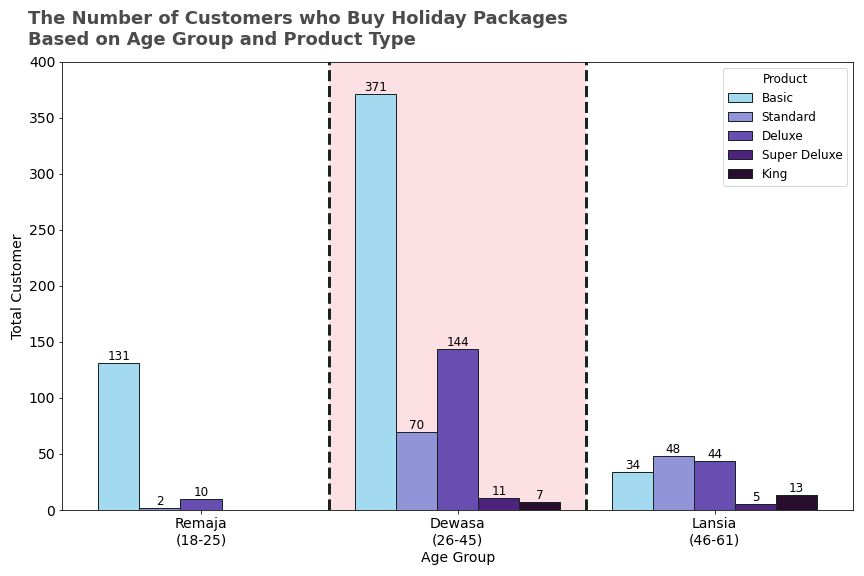 The Number of Customers who Buy Holiday Packages
Based on Age Group and Product Type
Total Customer
400
350
300
250
200
150
100
50
0
131
2
10
371
70
144
11
7
34
48
44
5
13
Product
Basic
Standard
Deluxe
Super Deluxe
King
Remaja
(18-25)
Dewasa
(26-45)
Lansia
(46-61)
Age Group